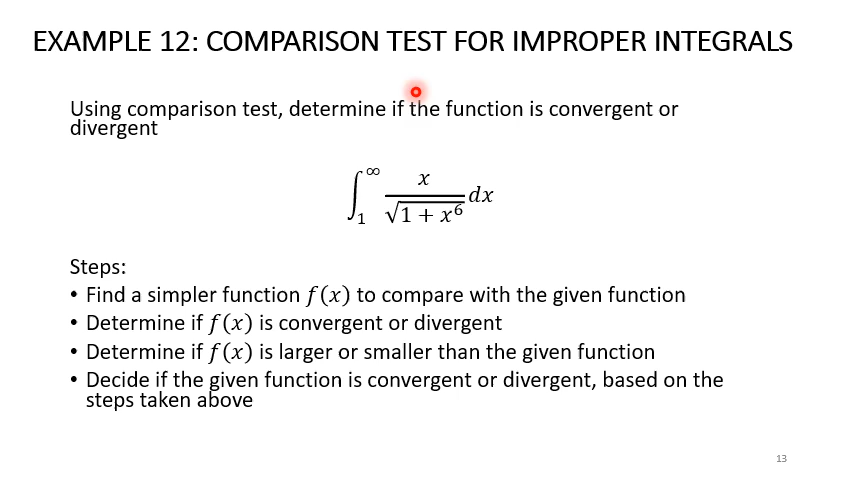 EXAMPLE 12: COMPARISON TEST FOR IMPROPER INTEGRALS
Using comparison test, determine if the function is convergent or
divergent
∫₁^∞ x/√(1 + x⁶) dx
Steps:
• Find a simpler function f(x) to compare with the given function
• Determine if f(x) is convergent or divergent
• Determine if f(x) is larger or smaller than the given function
• Decide if the given function is convergent or divergent, based on the
steps taken above
13